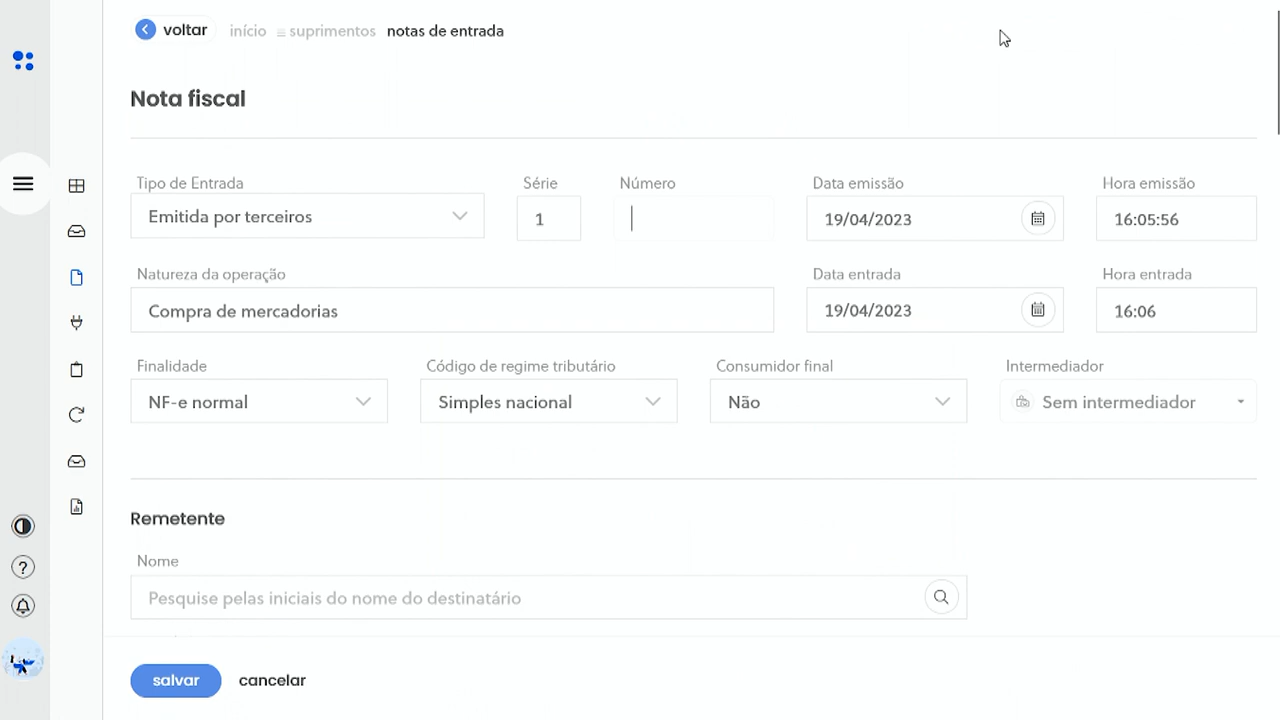 voltar início suprimentos notas de entrada
Nota fiscal
Tipo de Entrada Série Número Data emissão Hora emissão
Emitida por terceiros 1 19/04/2023 16:05:56
Natureza da operação Data entrada Hora entrada
Compra de mercadorias 19/04/2023 16:06
Finalidade Código de regime tributário Consumidor final Intermediador
NF-e normal Simples nacional Não Sem intermediador
Remetente
Nome
Pesquise pelas iniciais do nome do destinatário
salvar cancelar